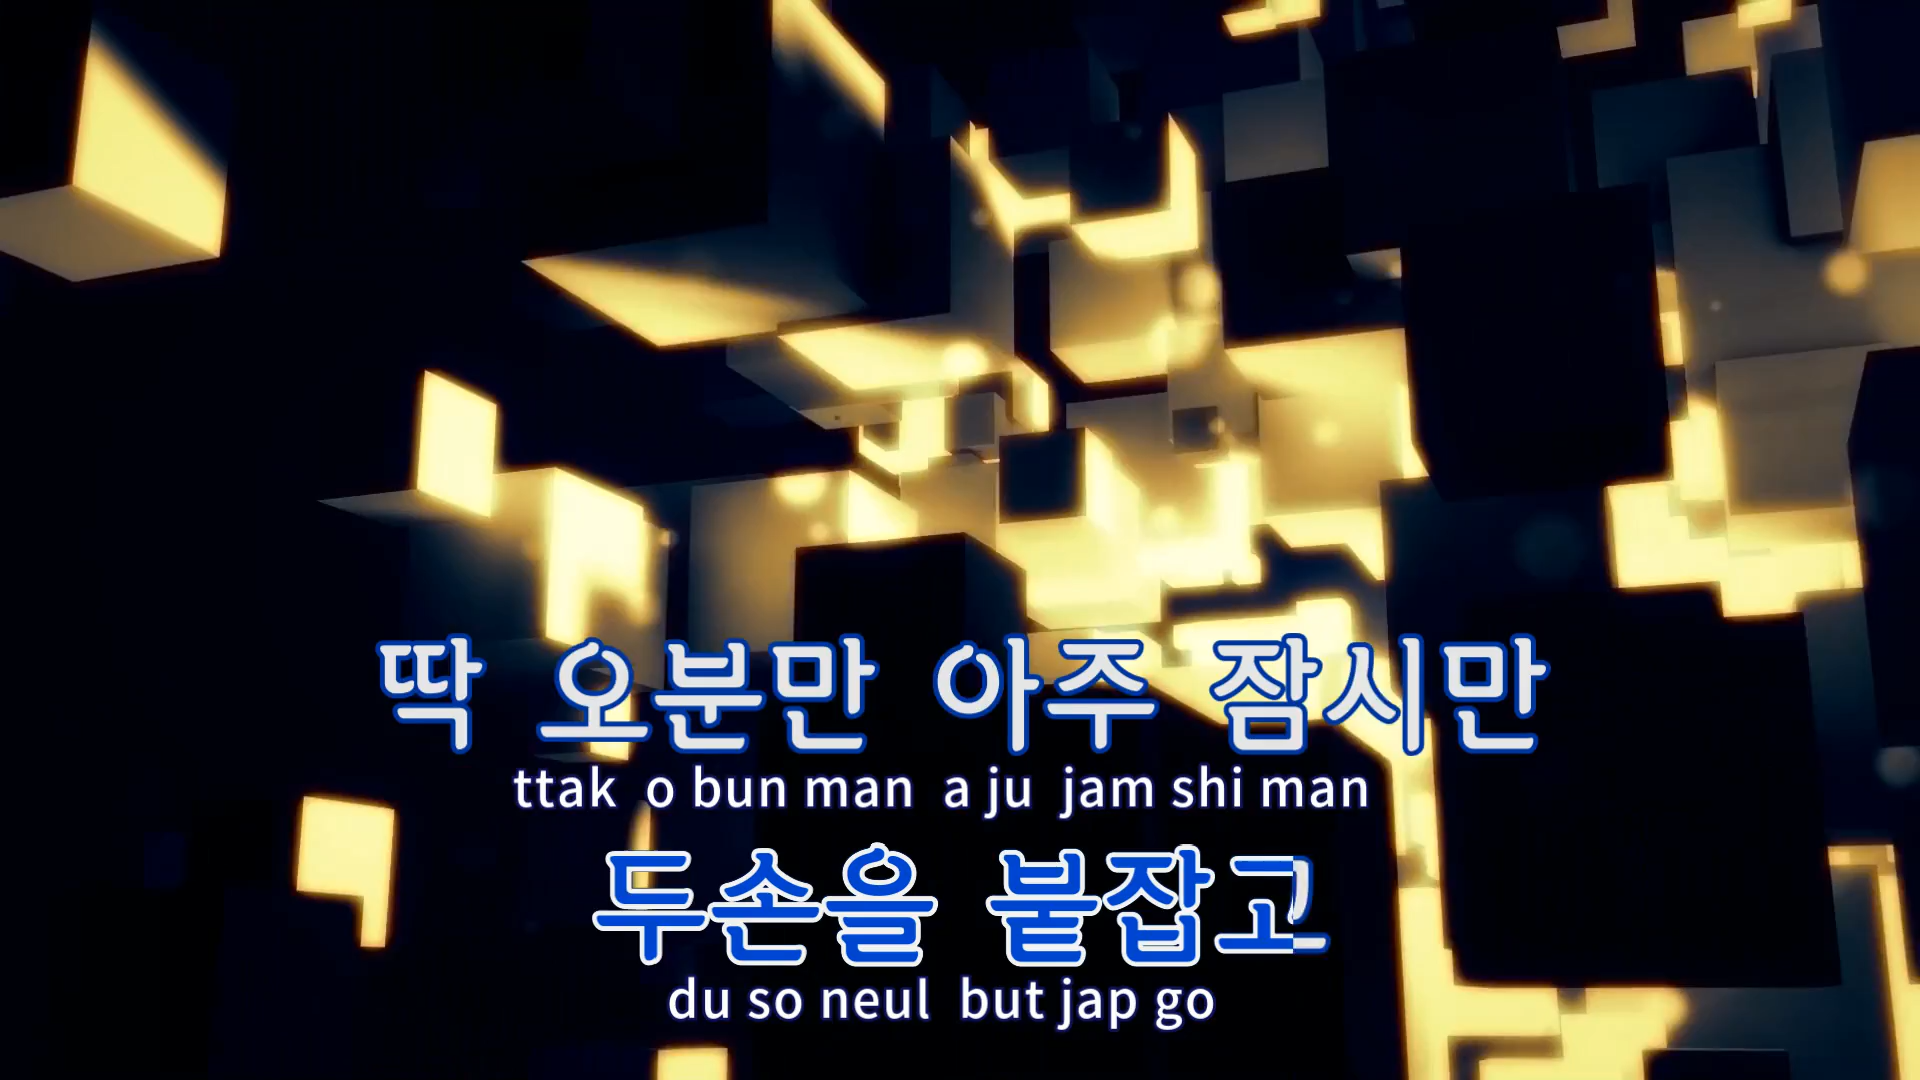 딱 오분만 아주 잠시만
ttak o bun man a ju jam shi man
두손을 붙잡고
du so neul but jap go